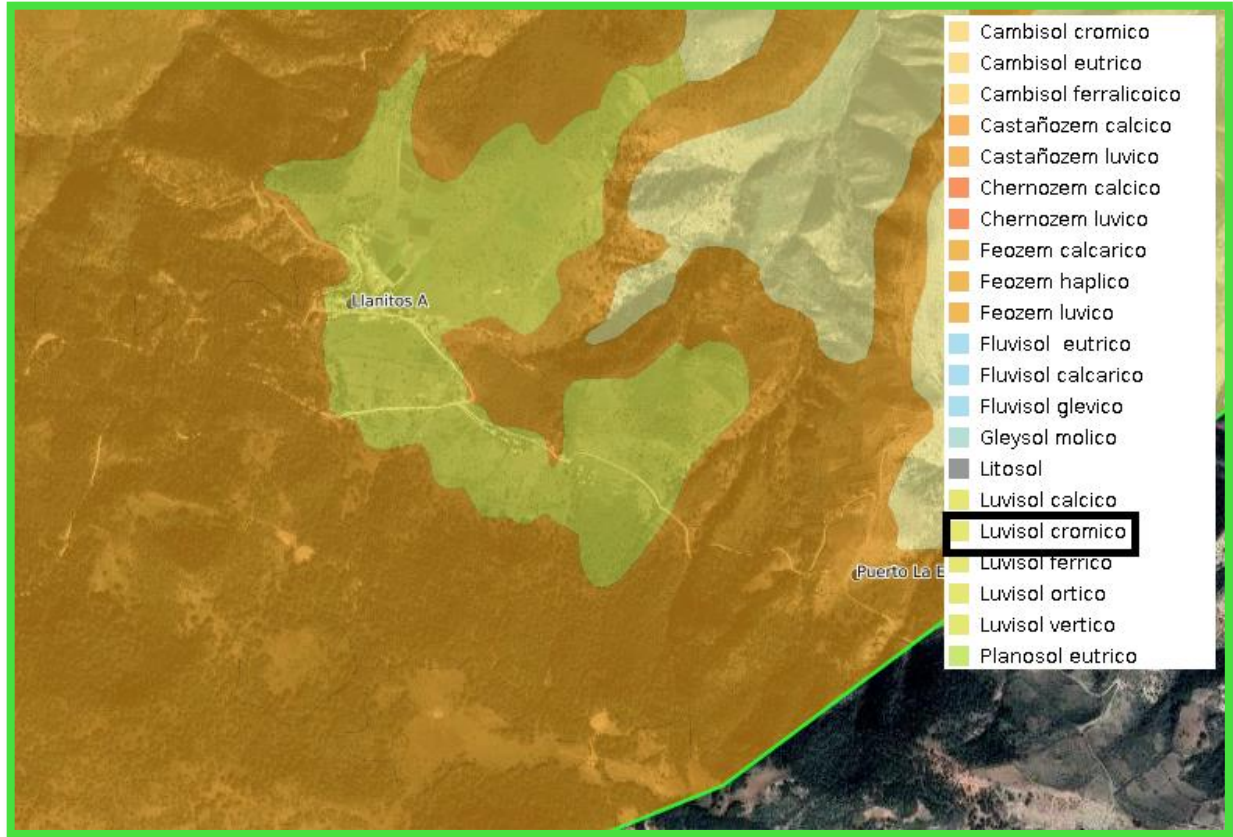 Cambisol cromico
Cambisol eutrico
Cambisol ferralicoico
Castañozem calcico
Castañozem luvico
Chernozem calcico
Chernozem luvico
Feozem calcarico
Feozem haplico
Feozem luvico
Fluvisol eutrico
Fluvisol calcarico
Fluvisol glevico
Gleysol molico
Litosol
Luvisol calcico
Luvisol cromico
Luvisol ferrico
Luvisol ortico
Luvisol vertico
Planosol eutrico
Llanitos A
Puerto La E